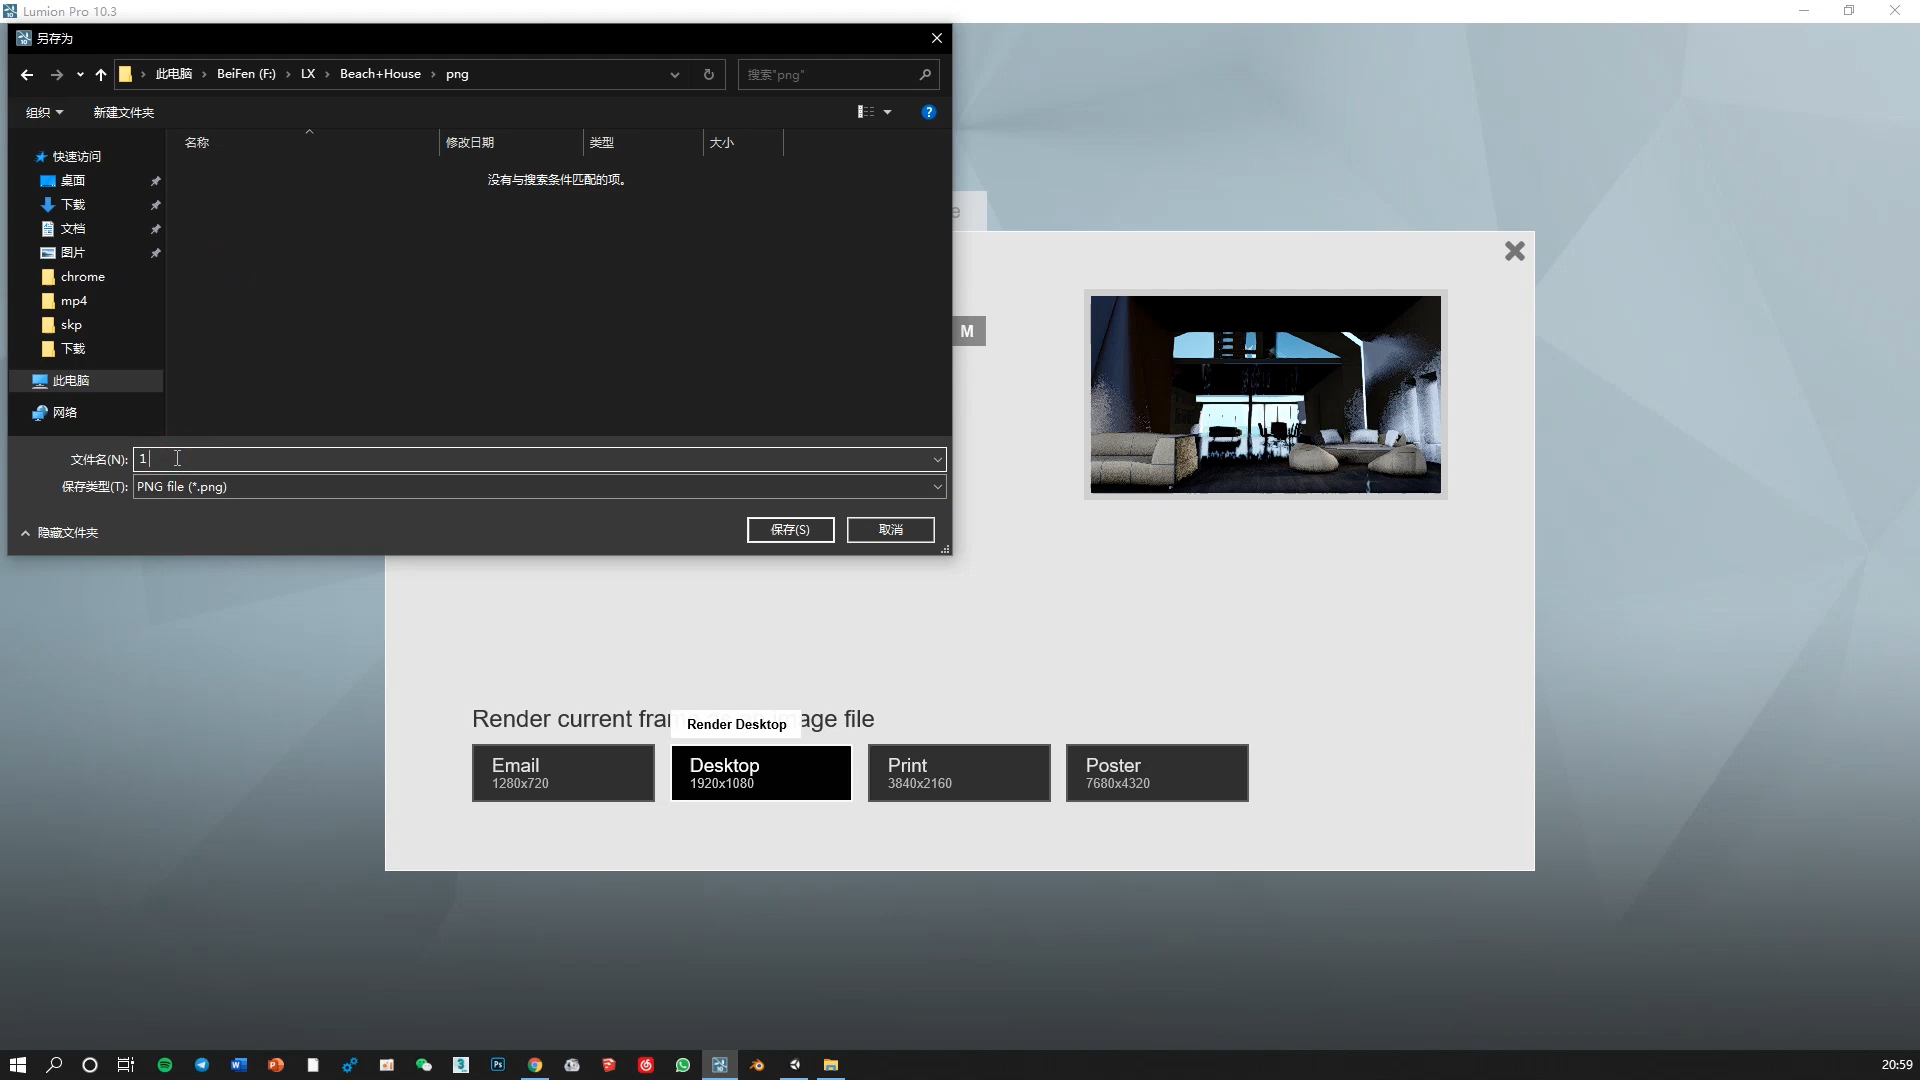 Lumion Pro 10.3
另存为
此电脑 › BeiFen (F:) › LX › Beach+House › png
搜索"png"
组织
新建文件夹
名称
修改日期
类型
大小
没有与搜索条件匹配的项。
快速访问
桌面
下载
文档
图片
chrome
mp4
skp
下载
此电脑
网络
文件名(N):
1
保存类型(T):
PNG file (*.png)
隐藏文件夹
保存(S)
取消
e
M
Render current fram
age file
Render Desktop
Email
1280x720
Desktop
1920x1080
Print
3840x2160
Poster
7680x4320
20:59